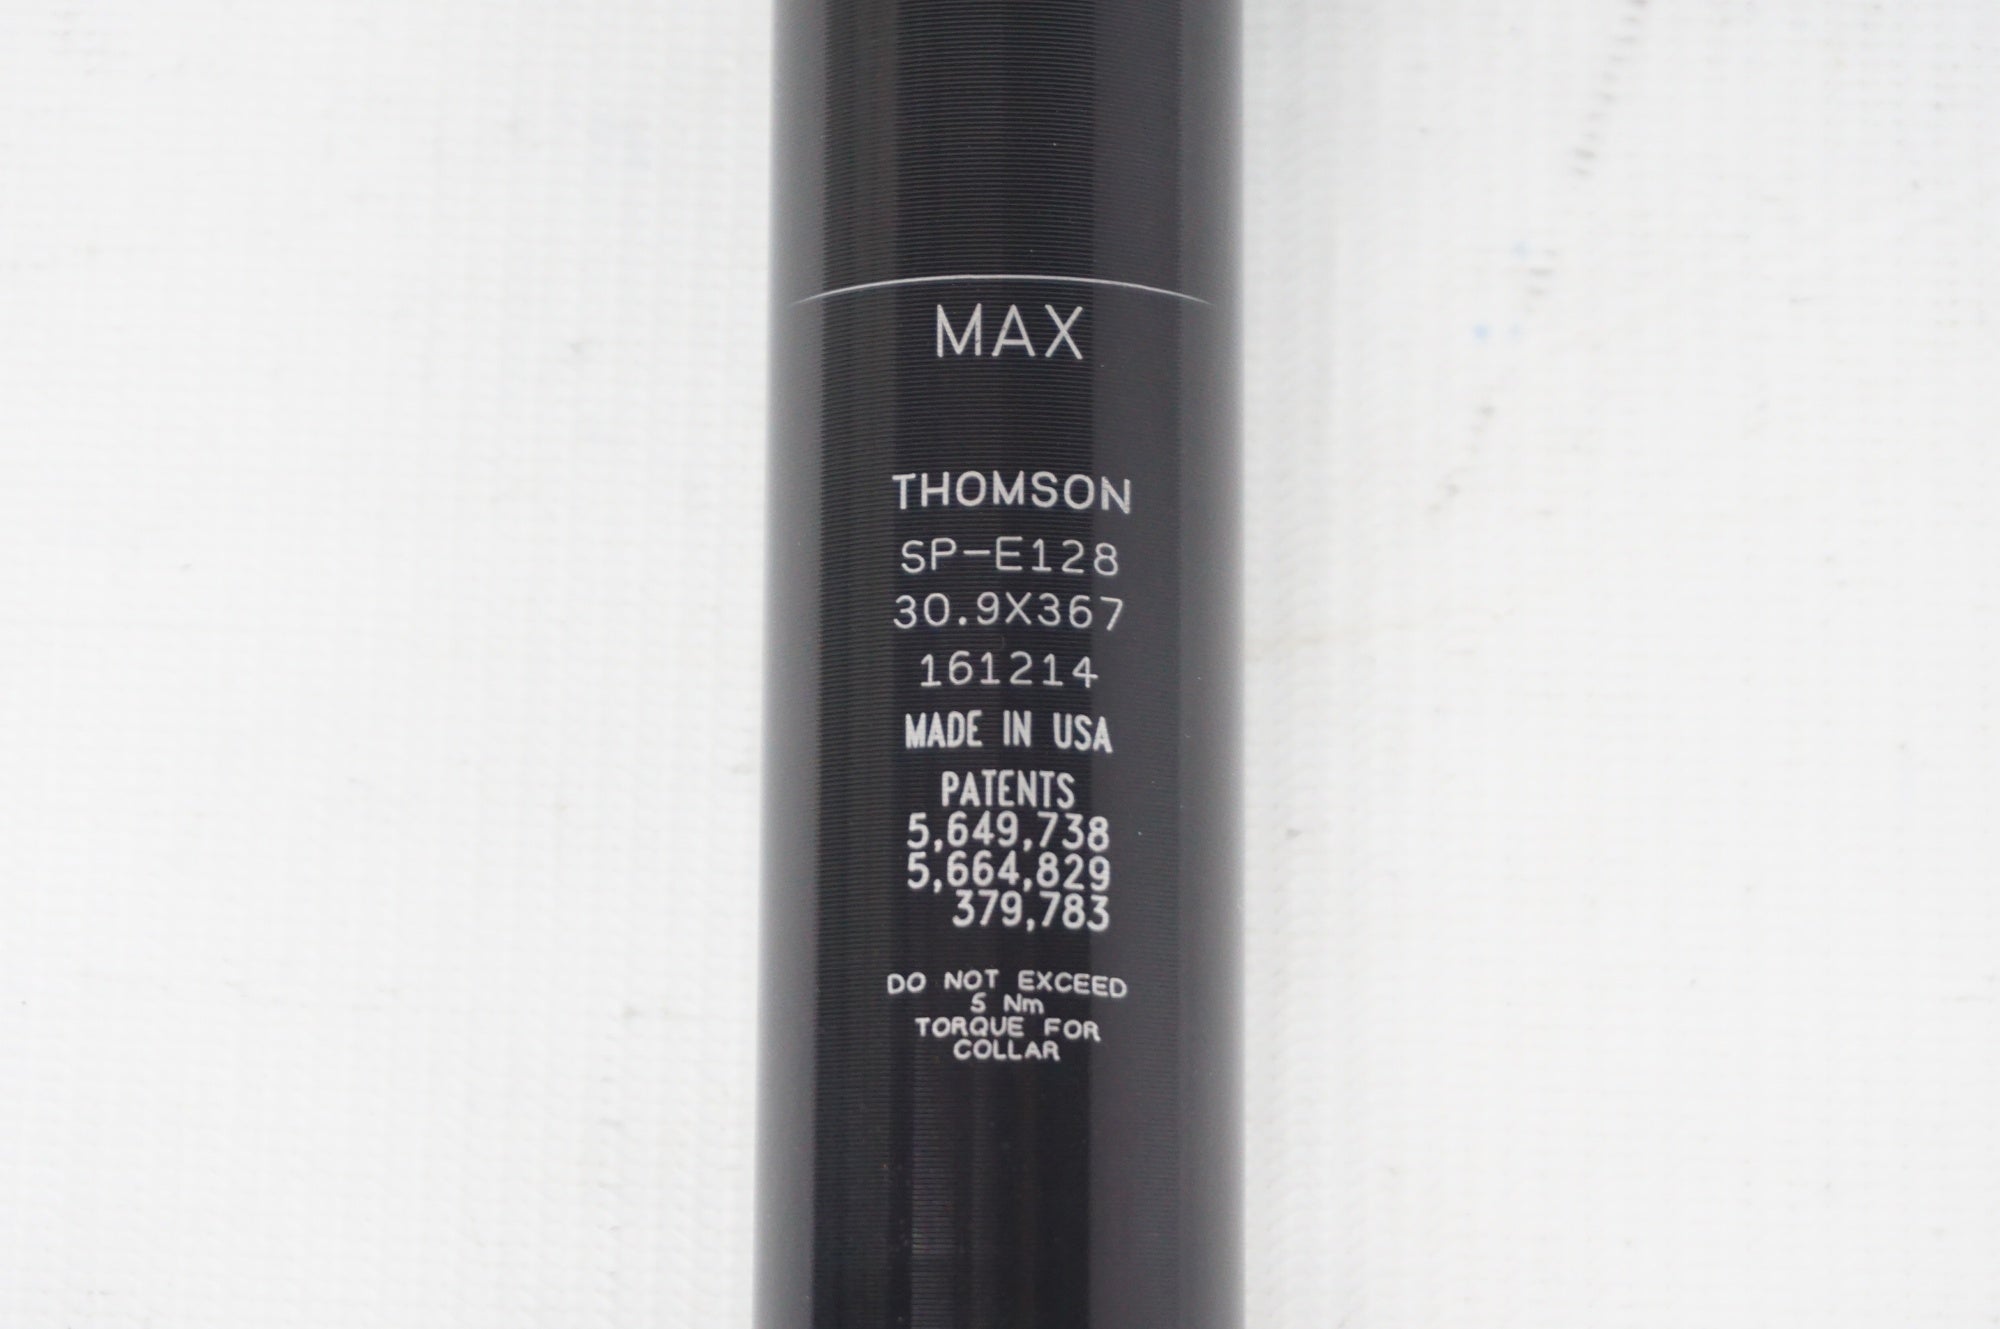 MAX
THOMSON
SP-E128
30.9X367
161214
MADE IN USA
PATENTS
5,649,738
5,664,829
379,783
DO NOT EXCEED
5 Nm
TORQUE FOR
COLLAR